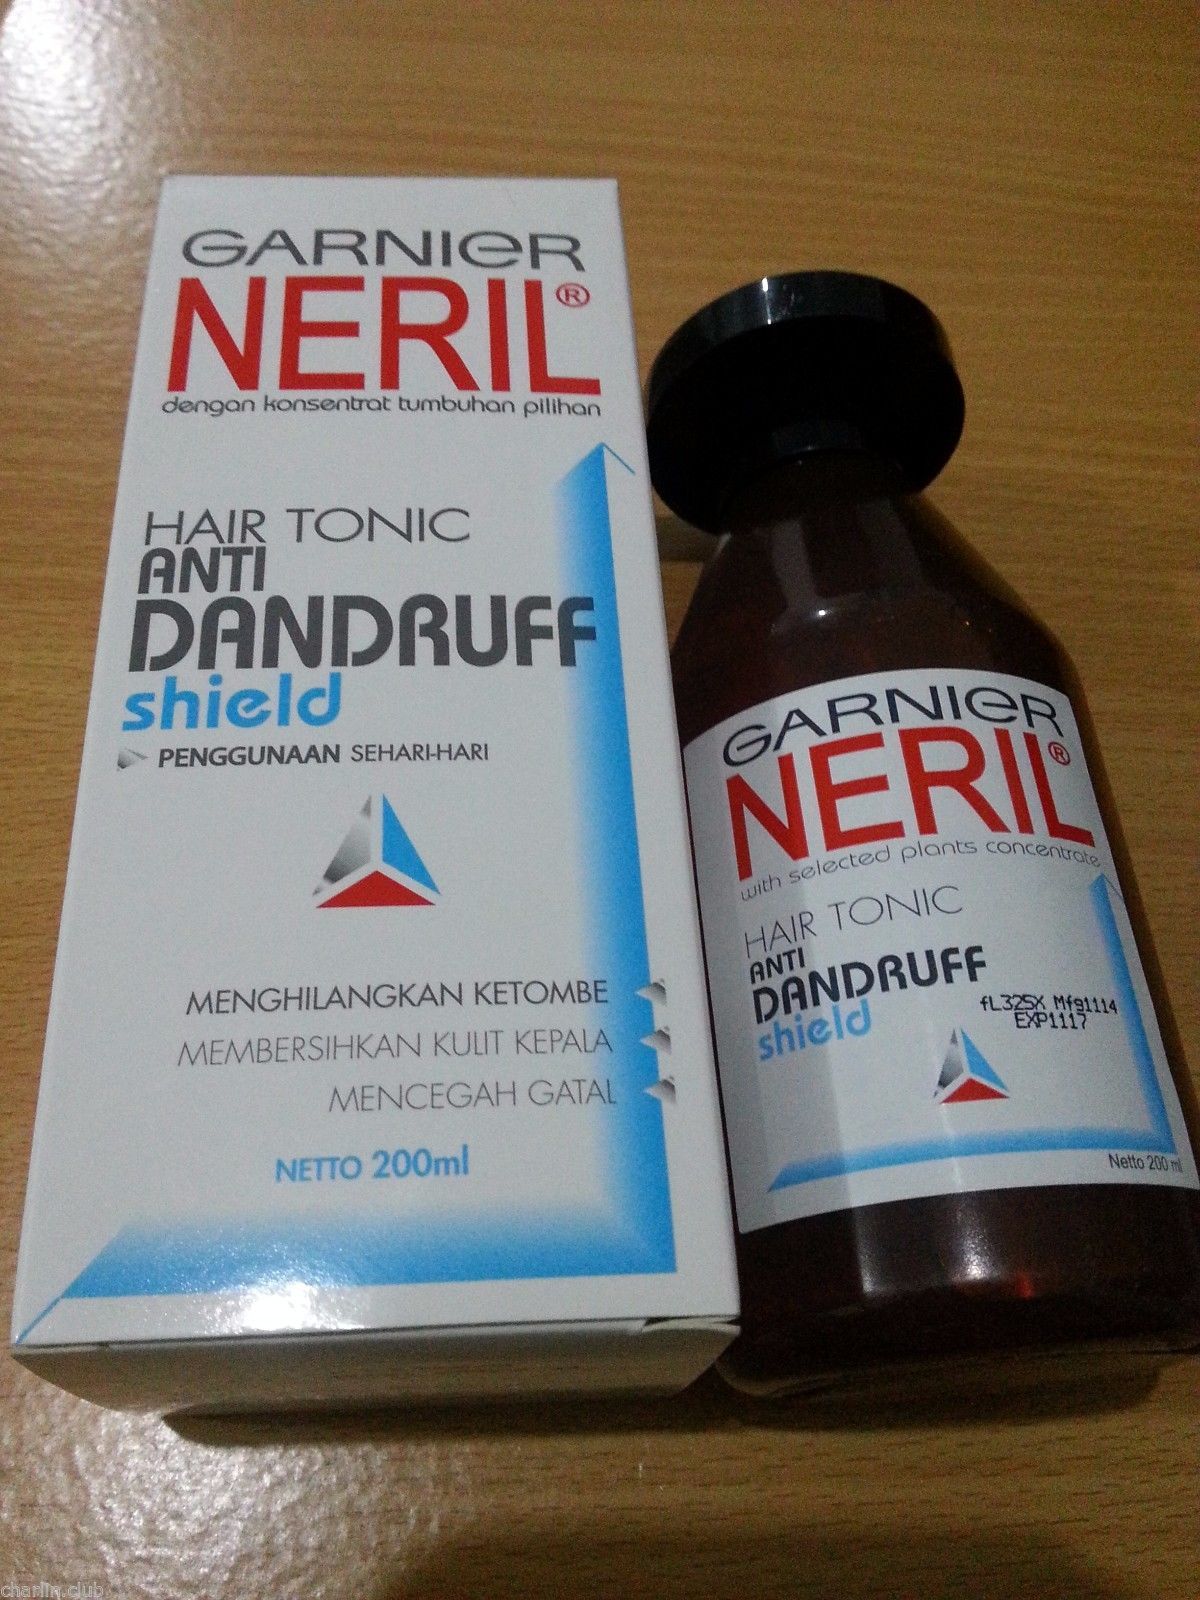 GARNIER
NERIL®
dengan konsentrat tumbuhan pilihan
HAIR TONIC
ANTI
DANDRUFF
shield
PENGGUNAAN SEHARI-HARI
MENGHILANGKAN KETOMBE
MEMBERSIHKAN KULIT KEPALA
MENCEGAH GATAL
NETTO 200ml
GARNIER
NERIL®
with selected plants concentrate
HAIR TONIC
ANTI
DANDRUFF
shield
fL325X Mfg1114
EXP1117
Netto 200 ml
charlin.club